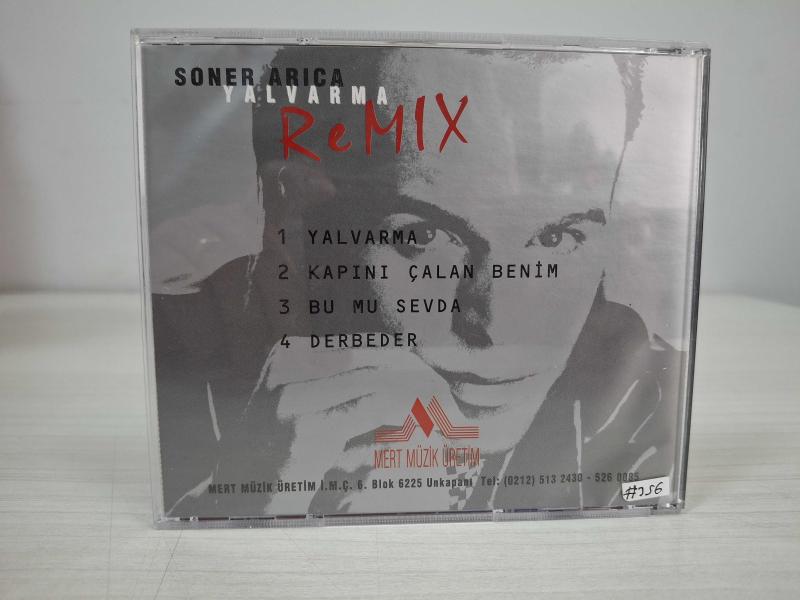 SONER ARICA
YALVARMA
ReMIX
1 YALVARMA
2 KAPINI ÇALAN BENİM
3 BU MU SEVDA
4 DERBEDER
MERT MÜZİK ÜRETİM
MERT MÜZİK ÜRETİM İ.M.Ç. 6. Blok 6225 Unkapanı Tel: (0212) 513 2430 - 526 0085